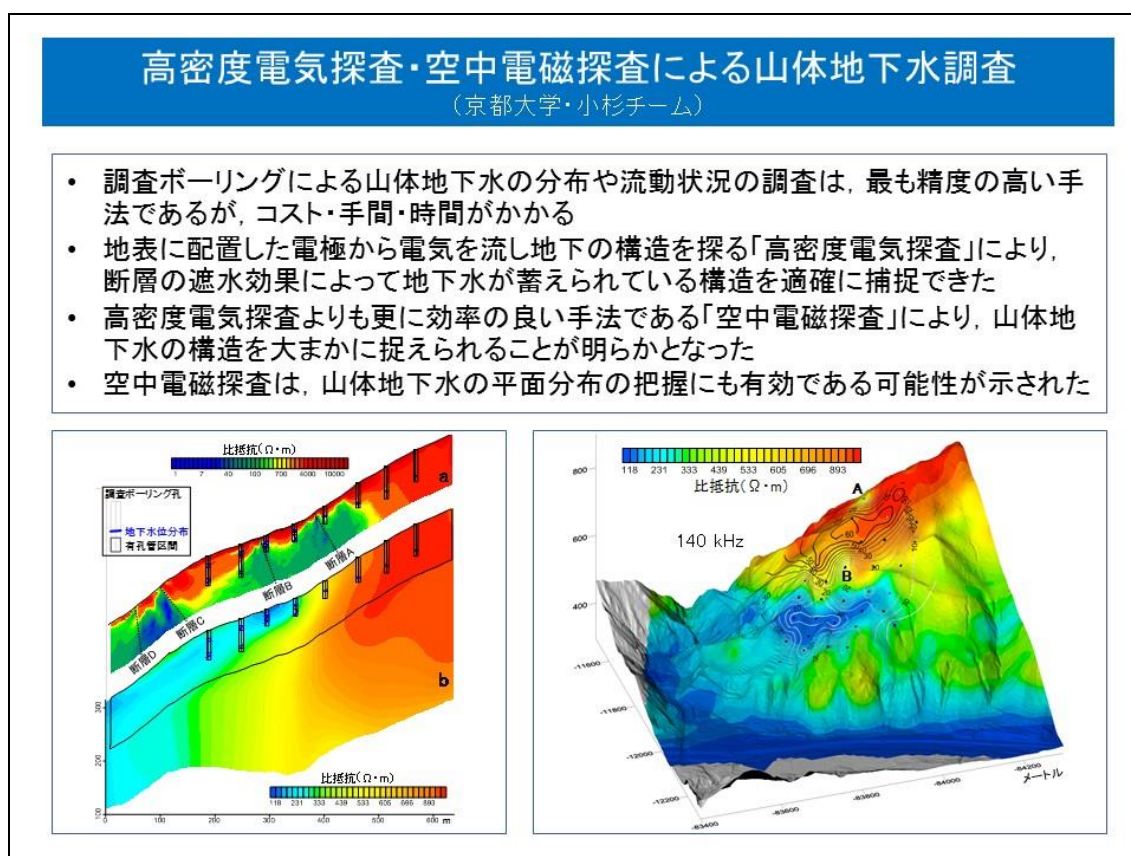 高密度電気探査・空中電磁探査による山体地下水調査
（京都大学・小杉チーム）
• 調査ボーリングによる山体地下水の分布や流動状況の調査は，最も精度の高い手
法であるが，コスト・手間・時間がかかる
• 地表に配置した電極から電気を流し地下の構造を探る「高密度電気探査」により，
断層の遮水効果によって地下水が蓄えられている構造を適確に捕捉できた
• 高密度電気探査よりも更に効率の良い手法である「空中電磁探査」により，山体地
下水の構造を大まかに捉えられることが明らかとなった
• 空中電磁探査は，山体地下水の平面分布の把握にも有効である可能性が示された
比抵抗(Ω・m)
1 7 40 100 700 4000 10000
調査ボーリング孔
地下水位分布
有孔管区間
a
断層A
断層B
断層C
断層D
b
300
200
100
比抵抗(Ω・m)
118 231 333 439 533 605 696 893
0 100 200 300 400 500 600 m
118 231 333 439 533 605 696 893
比抵抗(Ω・m)
140 kHz
A
B
800
600
400
-11600
-11800
-12000
-12200
-83400
-83600
-83800
-84000
-84200
メートル